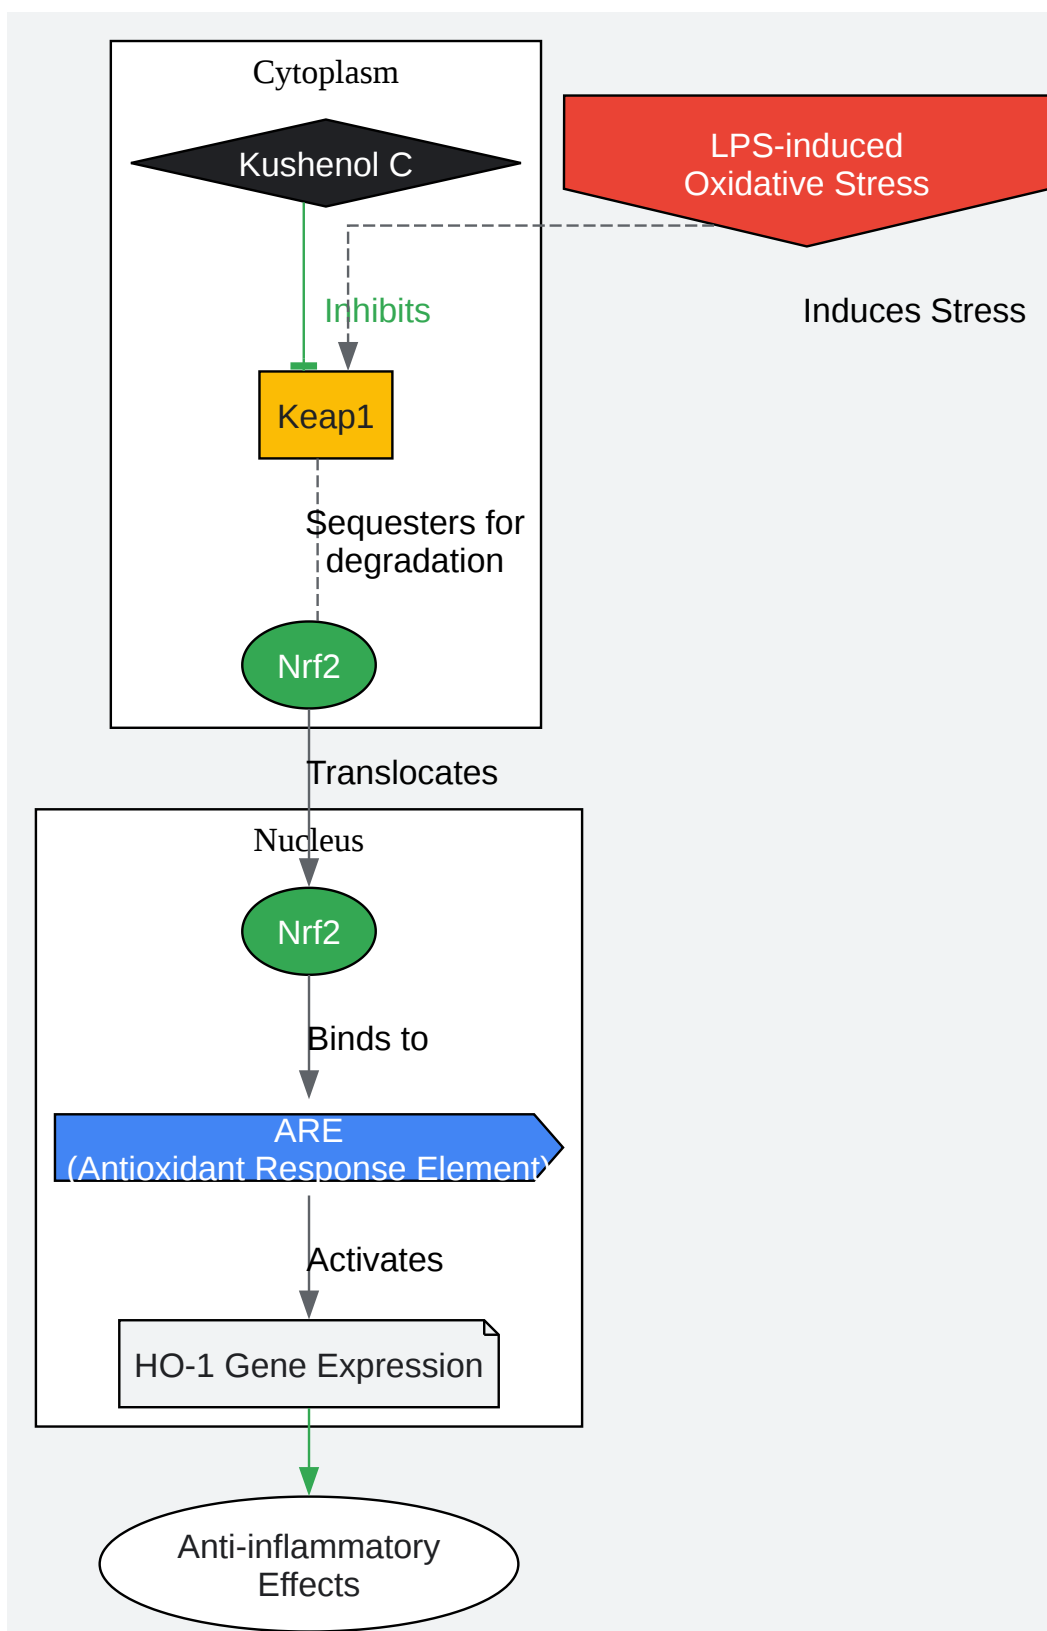 Cytoplasm
Kushenol C
LPS-induced
Oxidative Stress
Inhibits
Induces Stress
Keap1
Sequesters for
degradation
Nrf2
Translocates
Nucleus
Nrf2
Binds to
ARE
(Antioxidant Response Element)
Activates
HO-1 Gene Expression
Anti-inflammatory
Effects